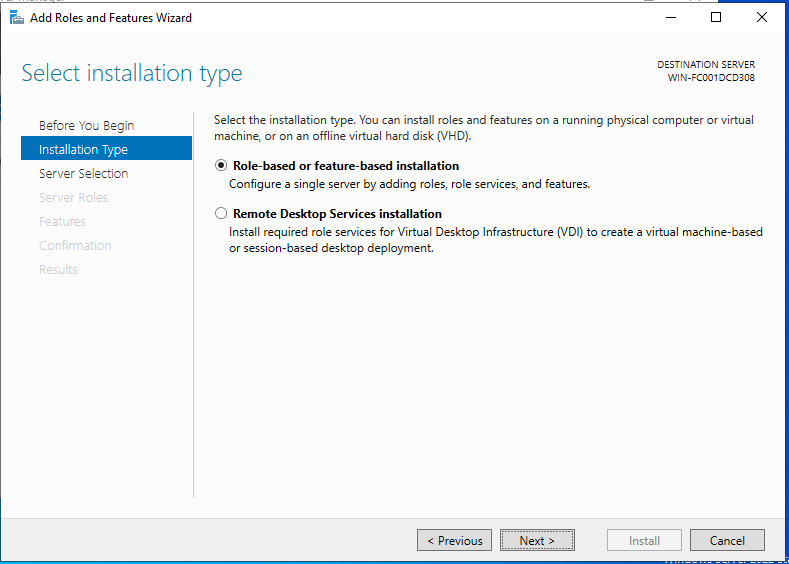 Add Roles and Features Wizard
Select installation type
DESTINATION SERVER
WIN-FC001DCD308
Before You Begin
Installation Type
Server Selection
Server Roles
Features
Confirmation
Results
Select the installation type. You can install roles and features on a running physical computer or virtual
machine, or on an offline virtual hard disk (VHD).
Role-based or feature-based installation
Configure a single server by adding roles, role services, and features.
Remote Desktop Services installation
Install required role services for Virtual Desktop Infrastructure (VDI) to create a virtual machine-based
or session-based desktop deployment.
< Previous
Next >
Install
Cancel